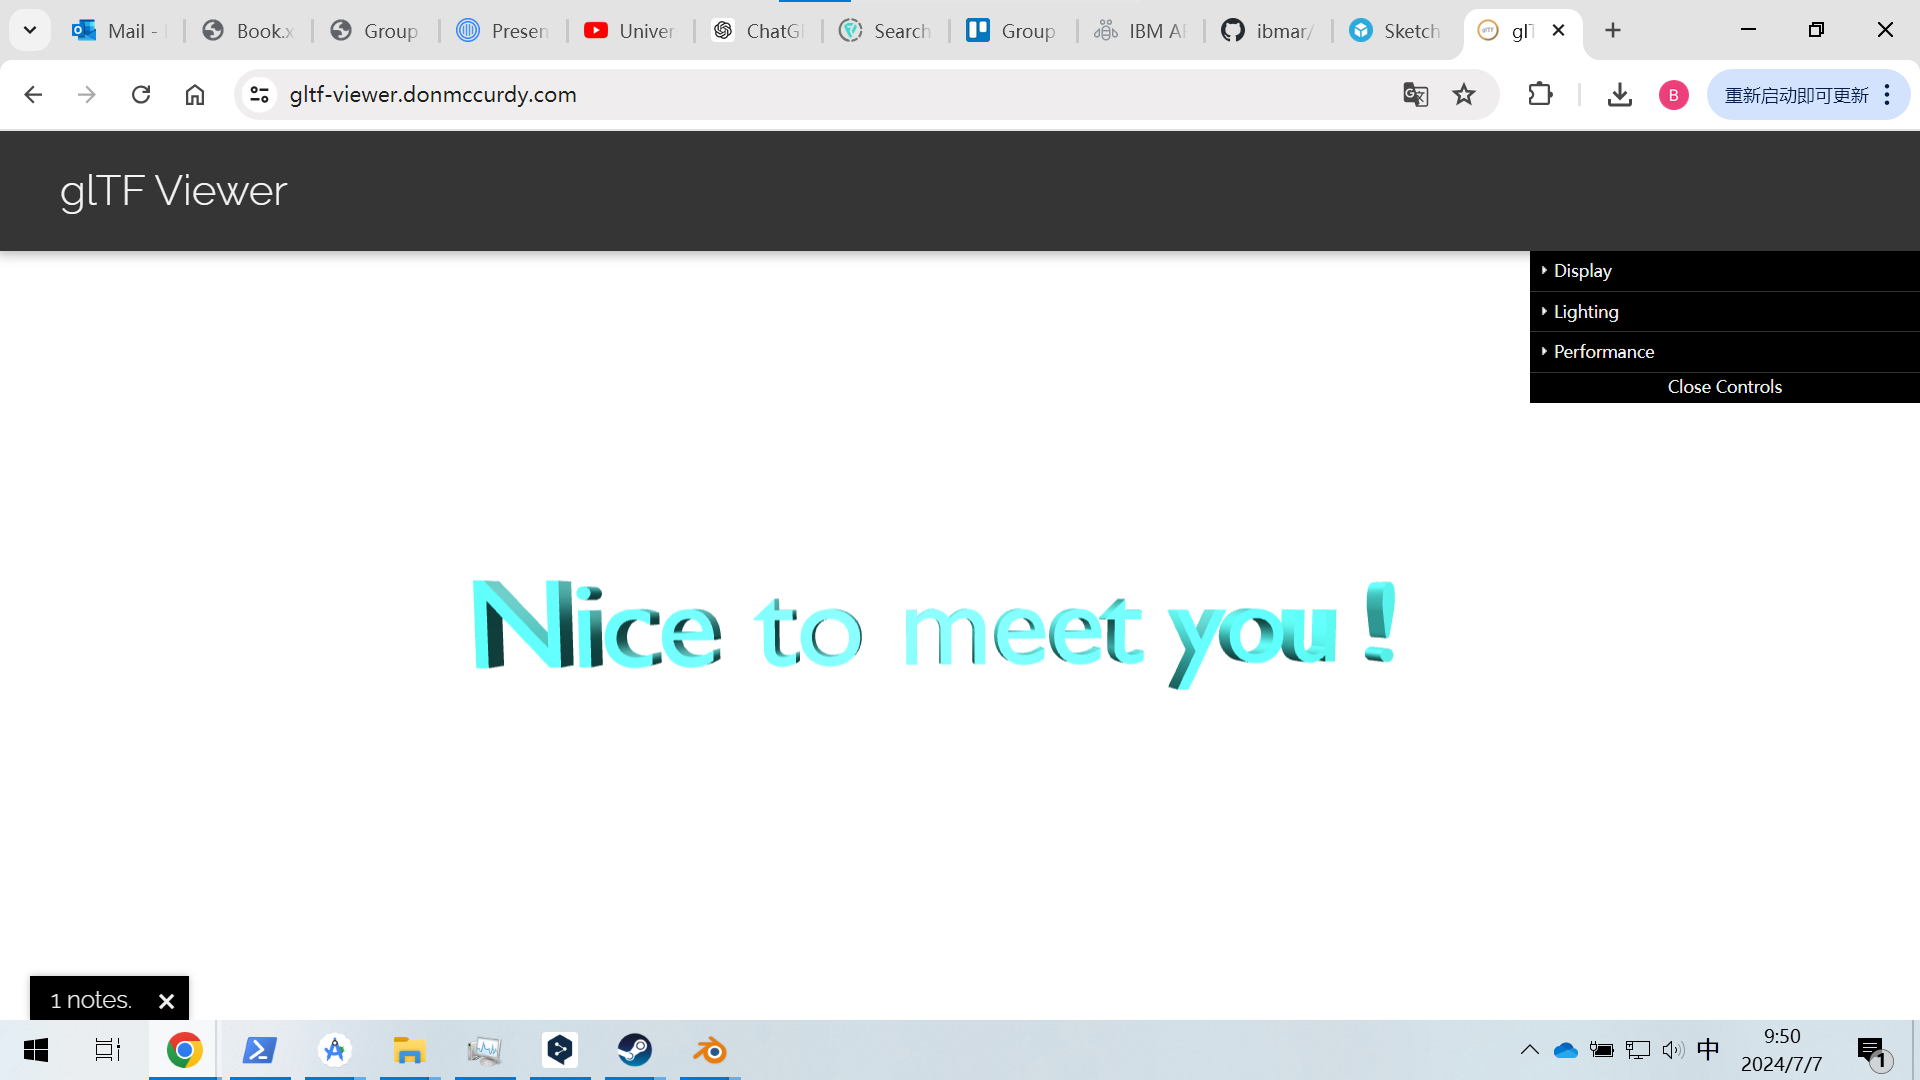 Mail -
Book.x
Group
Presen
Univer
ChatG
Search
Group
IBM AP
ibmar/
Sketch
glT
gltf-viewer.donmccurdy.com
B
重新启动即可更新
glTF Viewer
Display
Lighting
Performance
Close Controls
Nice to meet you !
1 notes.
中
9:50
2024/7/7
1